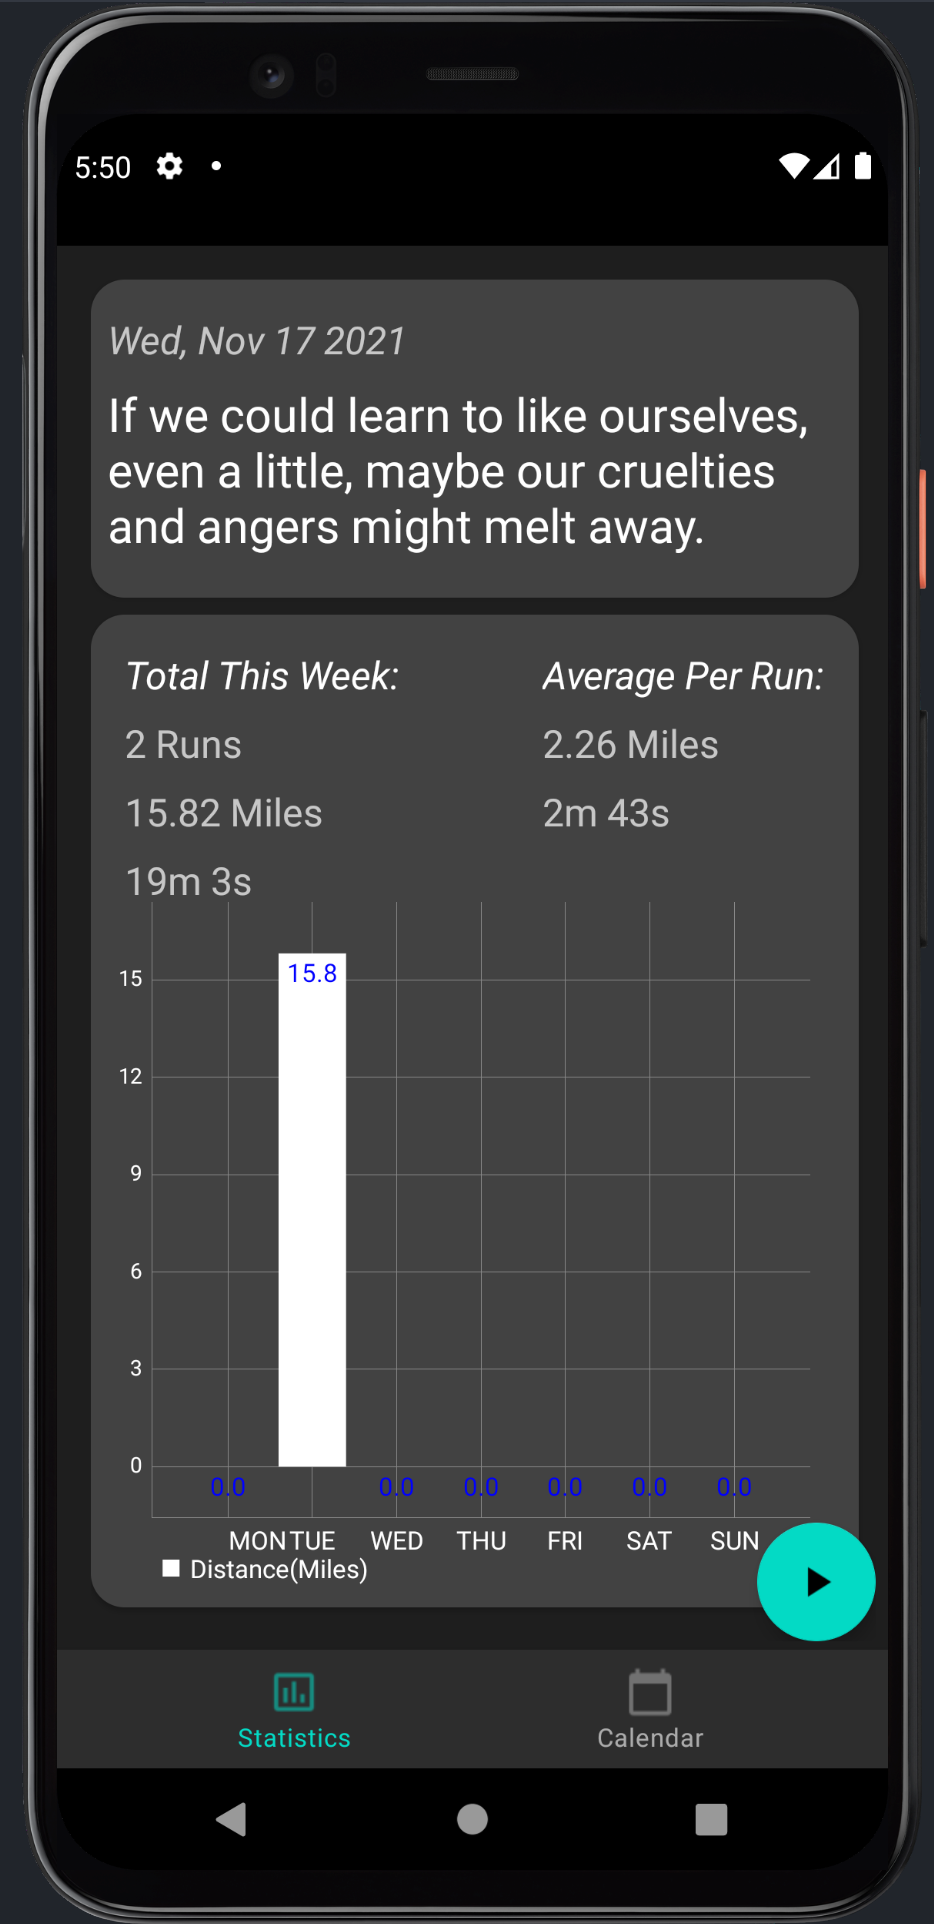 5:50
Wed, Nov 17 2021
If we could learn to like ourselves,
even a little, maybe our cruelties
and angers might melt away.
Total This Week:
2 Runs
15.82 Miles
19m 3s
Average Per Run:
2.26 Miles
2m 43s
15
12
9
6
3
0
15.8
0.0 0.0 0.0 0.0 0.0 0.0
MON TUE WED THU FRI SAT SUN
Distance(Miles)
Statistics
Calendar